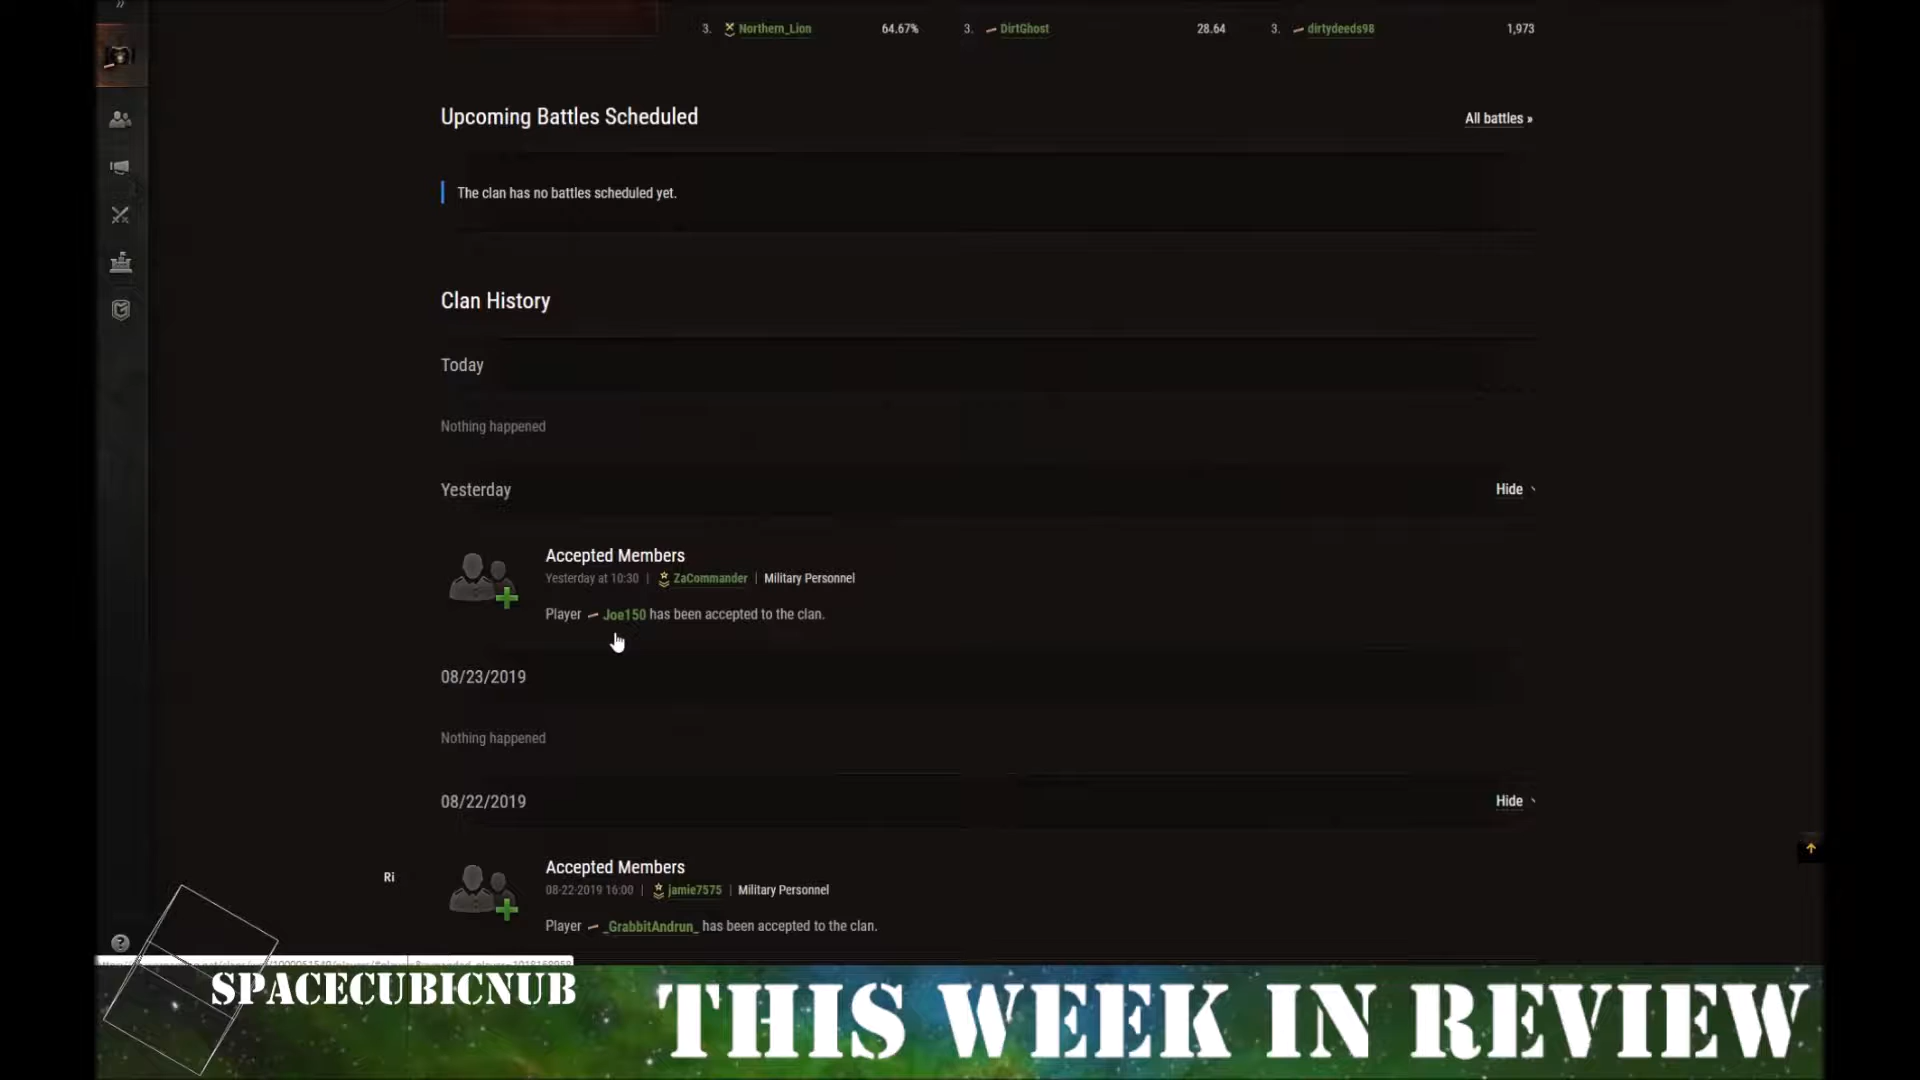 3. Northern_Lion 64.67% 3. DirtGhost 28.64 3. dirtydeeds98 1,973
Upcoming Battles Scheduled All battles »
The clan has no battles scheduled yet.
Clan History
Today
Nothing happened
Yesterday Hide
Accepted Members
Yesterday at 10:30 | ZaCommander | Military Personnel
Player Joe150 has been accepted to the clan.
08/23/2019
Nothing happened
08/22/2019 Hide
Accepted Members
Ri
08-22-2019 16:00 | jamie7575 | Military Personnel
Player _GrabbitAndrun_ has been accepted to the clan.
SPACECUBICNUB
THIS WEEK IN REVIEW